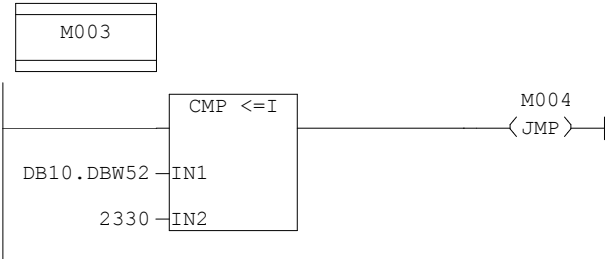 M003
CMP <=I
M004
JMP
DB10.DBW52 IN1
2330 IN2